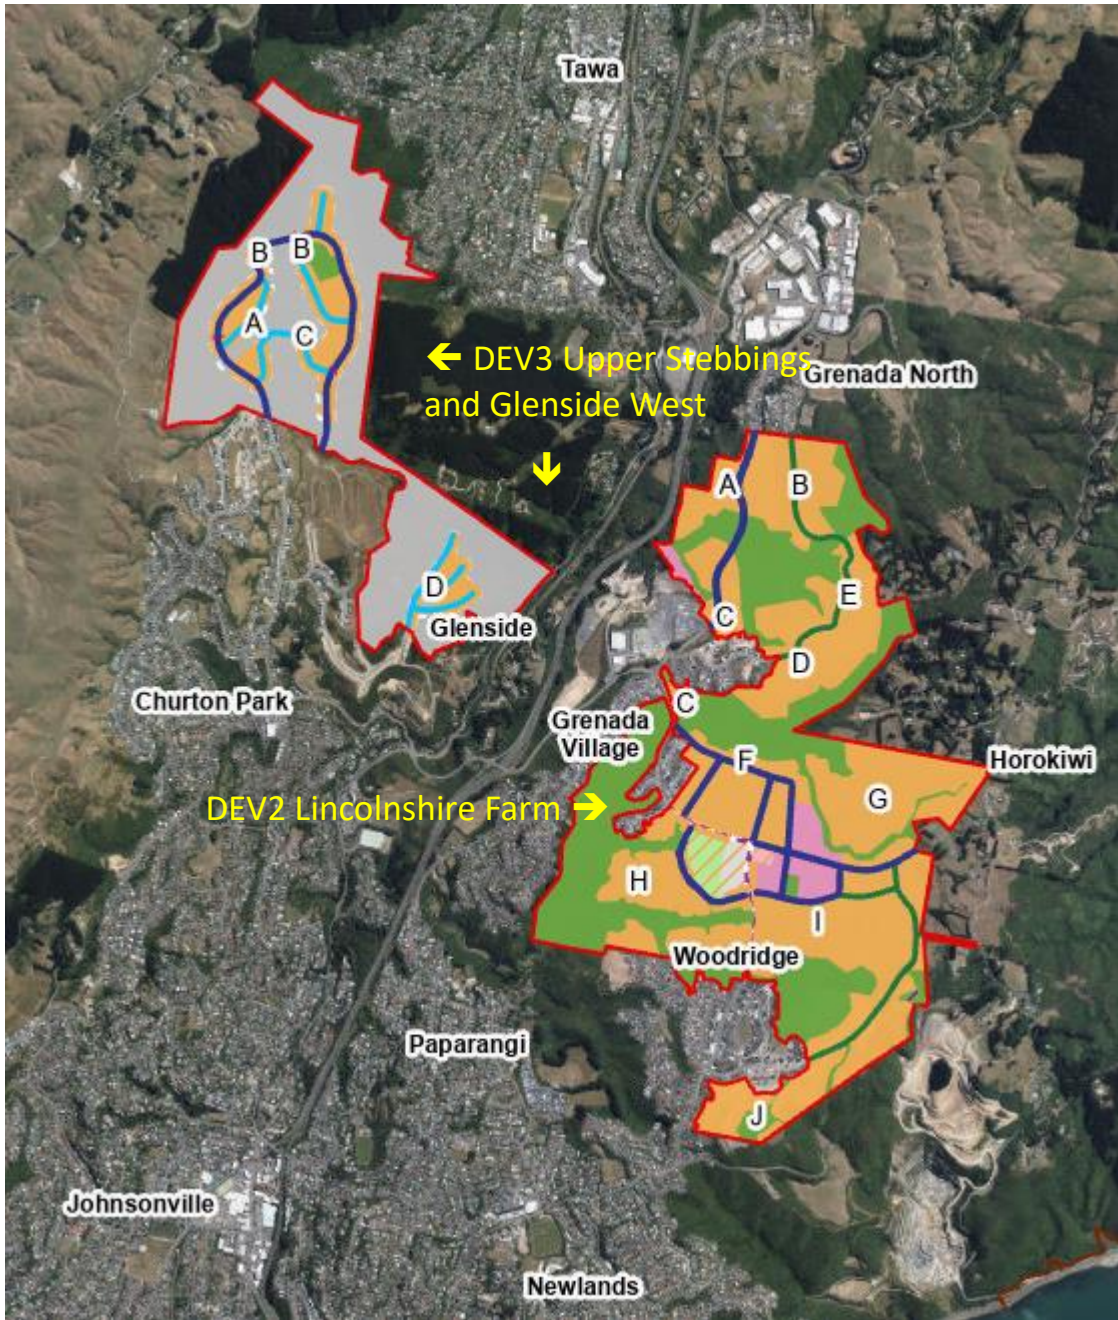 Tawa
B
B
A
C
← DEV3 Upper Stebbings
and Glenside West
↓
Grenada North
A
B
E
D
Glenside
C
D
Churton Park
C
Grenada
Village
F
Horokiwi
G
DEV2 Lincolnshire Farm →
H
I
Woodridge
Paparangi
J
Johnsonville
Newlands